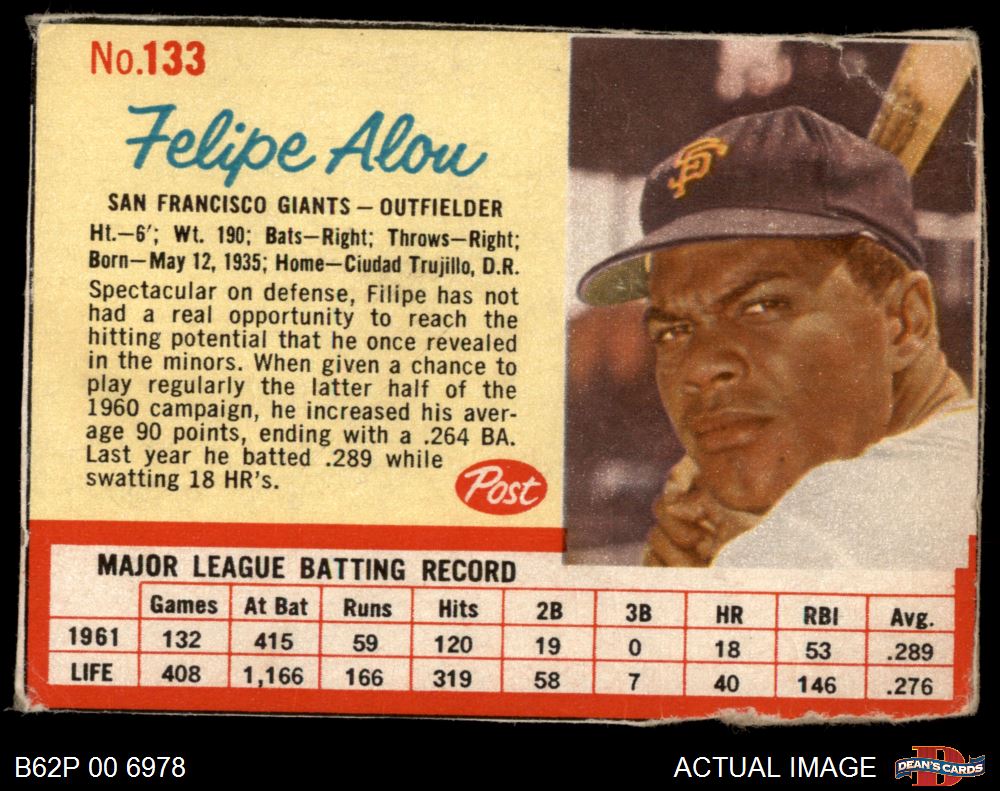 No.133
Felipe Alou
SAN FRANCISCO GIANTS — OUTFIELDER
Ht.—6'; Wt. 190; Bats—Right; Throws—Right;
Born—May 12, 1935; Home—Ciudad Trujillo, D.R.
Spectacular on defense, Filipe has not
had a real opportunity to reach the
hitting potential that he once revealed
in the minors. When given a chance to
play regularly the latter half of the
1960 campaign, he increased his aver-
age 90 points, ending with a .264 BA.
Last year he batted .289 while
swatting 18 HR's.
Post
SF
MAJOR LEAGUE BATTING RECORD
Games At Bat Runs Hits 2B 3B HR RBI Avg.
1961 132 415 59 120 19 0 18 53 .289
LIFE 408 1,166 166 319 58 7 40 146 .276
B62P 00 6978
ACTUAL IMAGE
D
DEAN'S CARDS